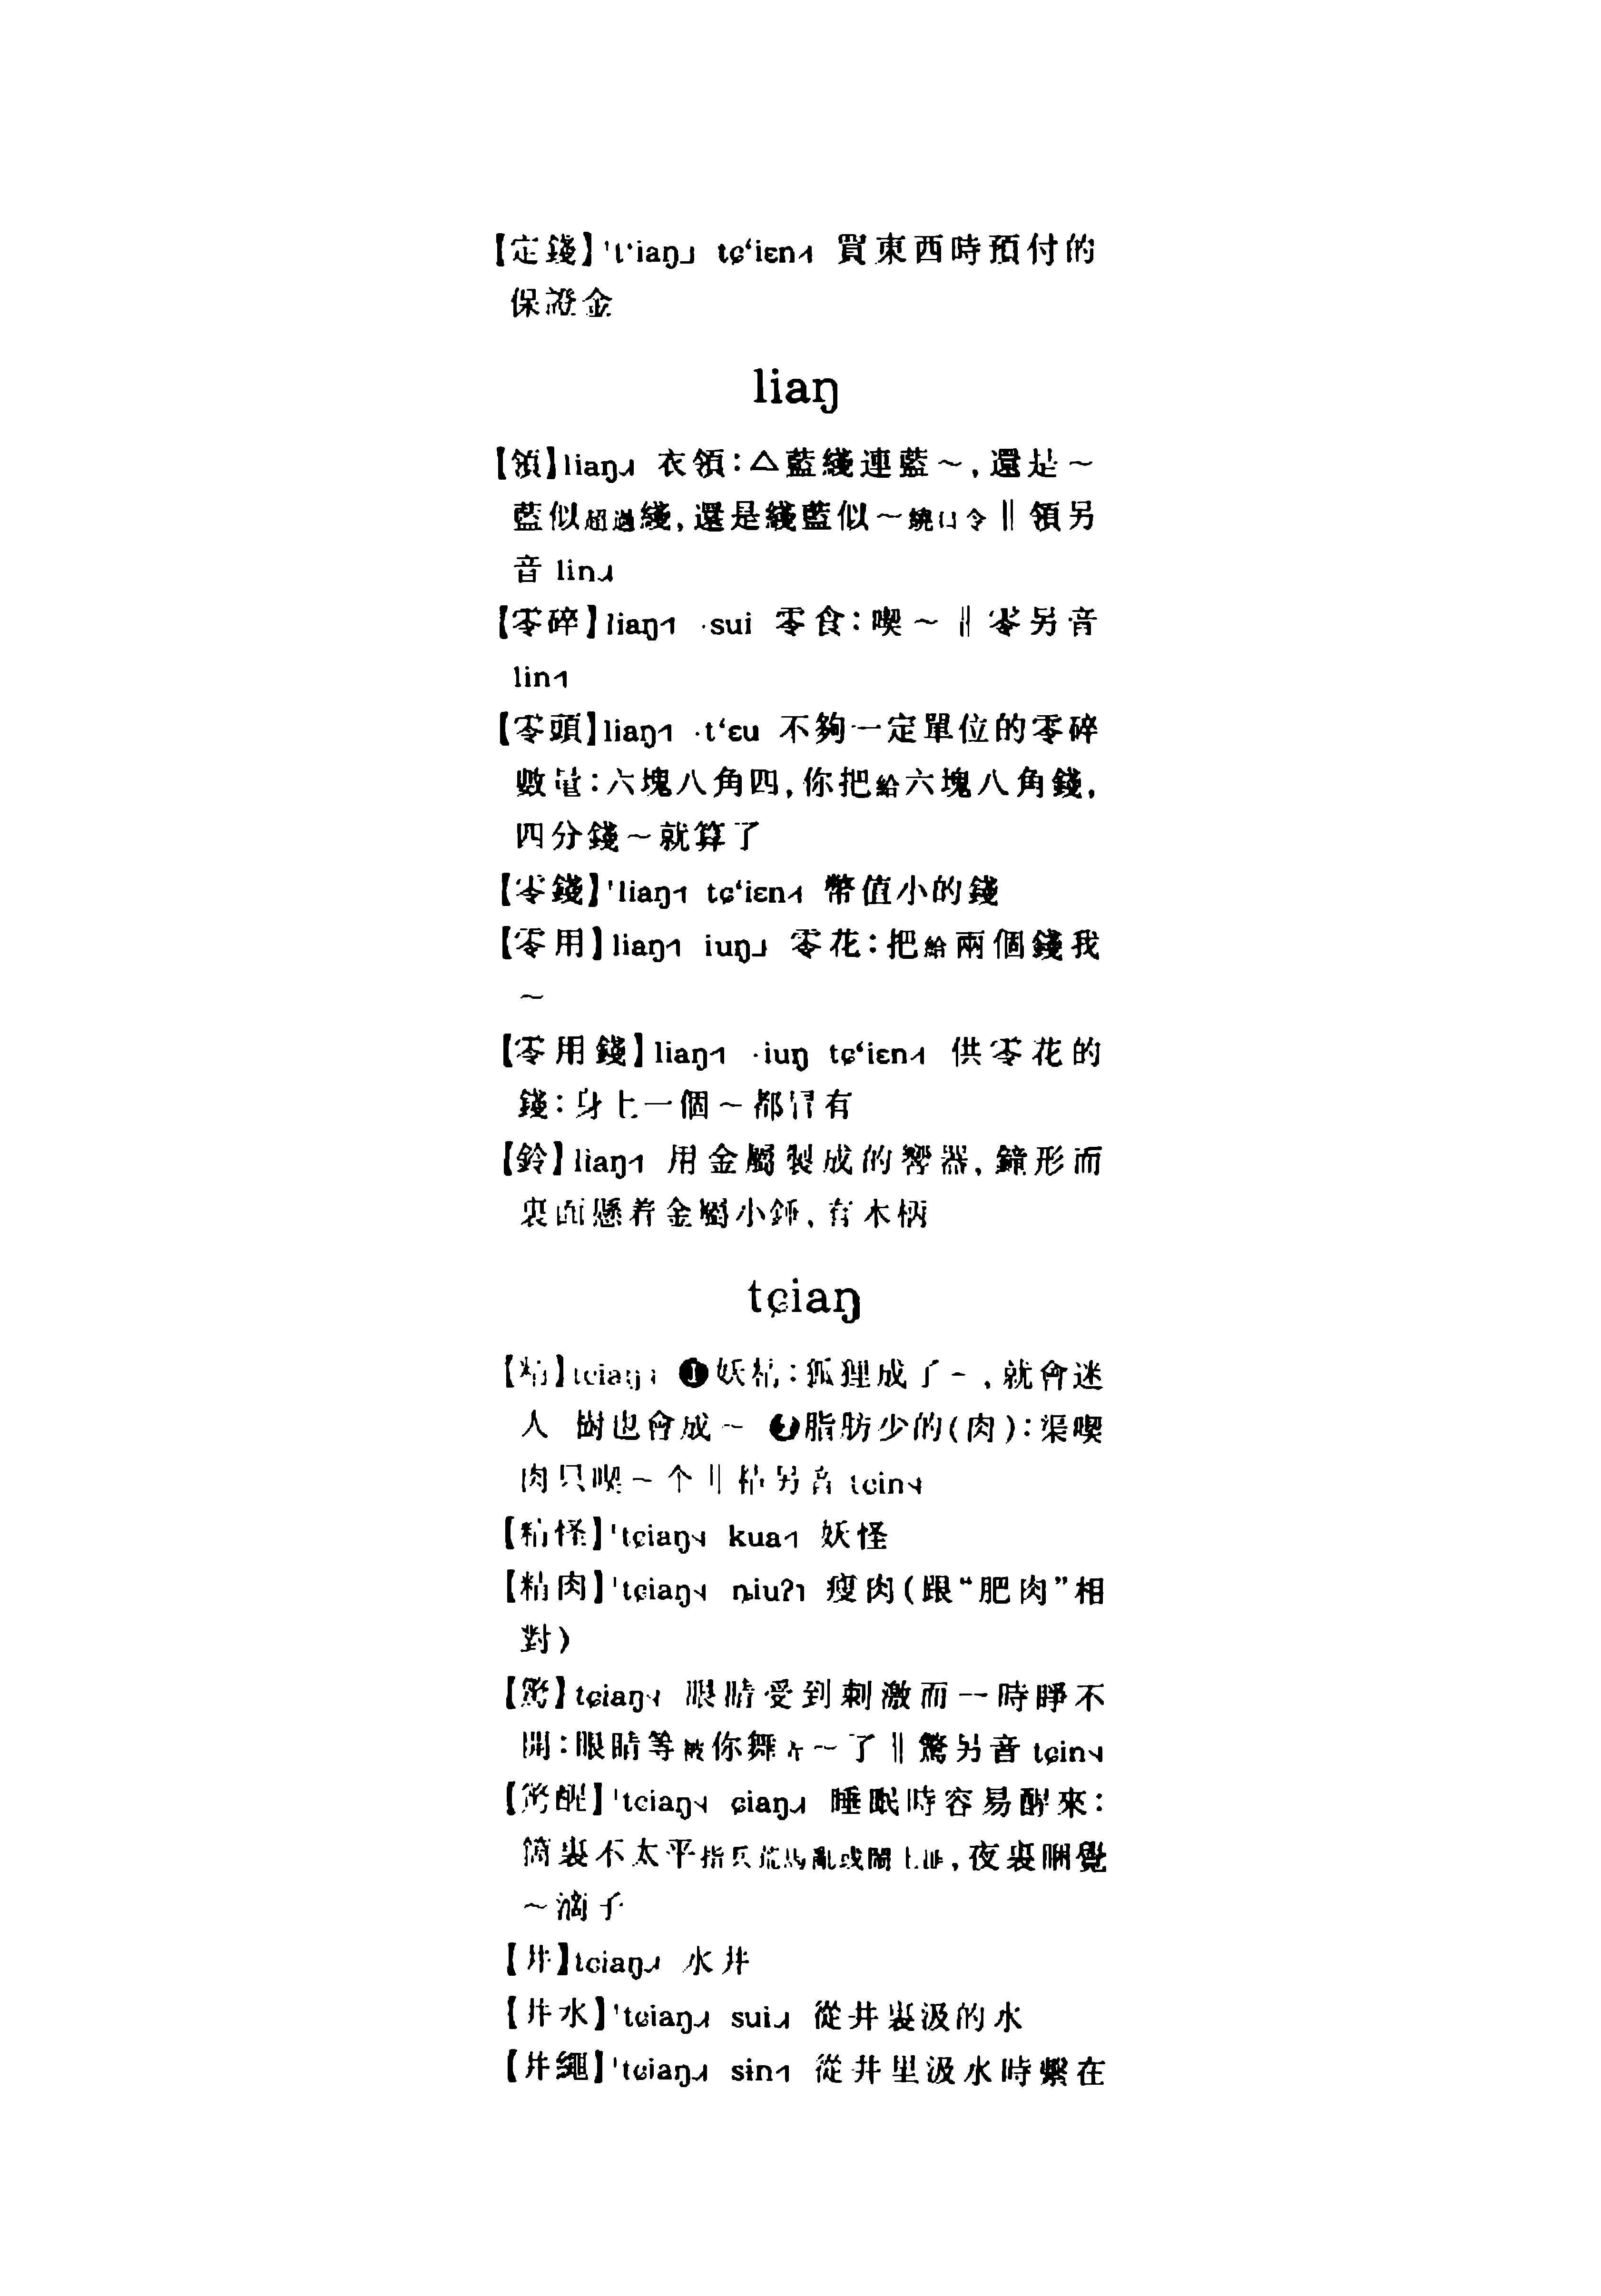 【定錢】ˈtʻiaŋ˩ tɕʻiɛn˧˥ 買東西時預付的
保證金
liaŋ
【領】liaŋ˨˩˧ 衣領：△藍綫連藍～，還是～
藍似超過綫，還是綫藍似～繞口令‖領另
音 lin˨˩˧
【零碎】liaŋ˧˥ ·sui 零食：喫～‖零另音
lin˧˥
【零頭】liaŋ˧˥ ·tʻɛu 不夠一定單位的零碎
數量：六塊八角四，你把給六塊八角錢，
四分錢～就算了
【零錢】ˈliaŋ˧˥ tɕʻiɛn˧˥ 幣值小的錢
【零用】liaŋ˧˥ iuŋ˩ 零花：把給兩個錢我
～
【零用錢】liaŋ˧˥ ·iuŋ tɕʻiɛn˧˥ 供零花的
錢：身上一個～都冇有
【鈴】liaŋ˧˥ 用金屬製成的響器，鐘形而
裏面懸着金屬小錘，有木柄
tɕiaŋ
【精】tɕiaŋ ❶妖精：狐狸成了～，就會迷
人 樹也會成～ ❷脂肪少的(肉)：渠喫
肉只喫～个‖精另音 tɕin
【精怪】ˈtɕiaŋ kua˧˥ 妖怪
【精肉】ˈtɕiaŋ ȵiuʔ 瘦肉(跟“肥肉”相
對)
【驚】tɕiaŋ 眼睛受到刺激而一時睜不
開：眼睛等被你舞弄～了‖驚另音 tɕin
【驚醒】ˈtɕiaŋ ɕiaŋ˨˩˧ 睡眠時容易醒來：
箇裏不太平指兵荒馬亂或鬧土匪，夜裏睏覺
～滴子
【井】tɕiaŋ˨˩˧ 水井
【井水】ˈtɕiaŋ˨˩˧ sui˨˩˧ 從井裏汲的水
【井繩】ˈtɕiaŋ˨˩˧ sin˧˥ 從井里汲水時繫在